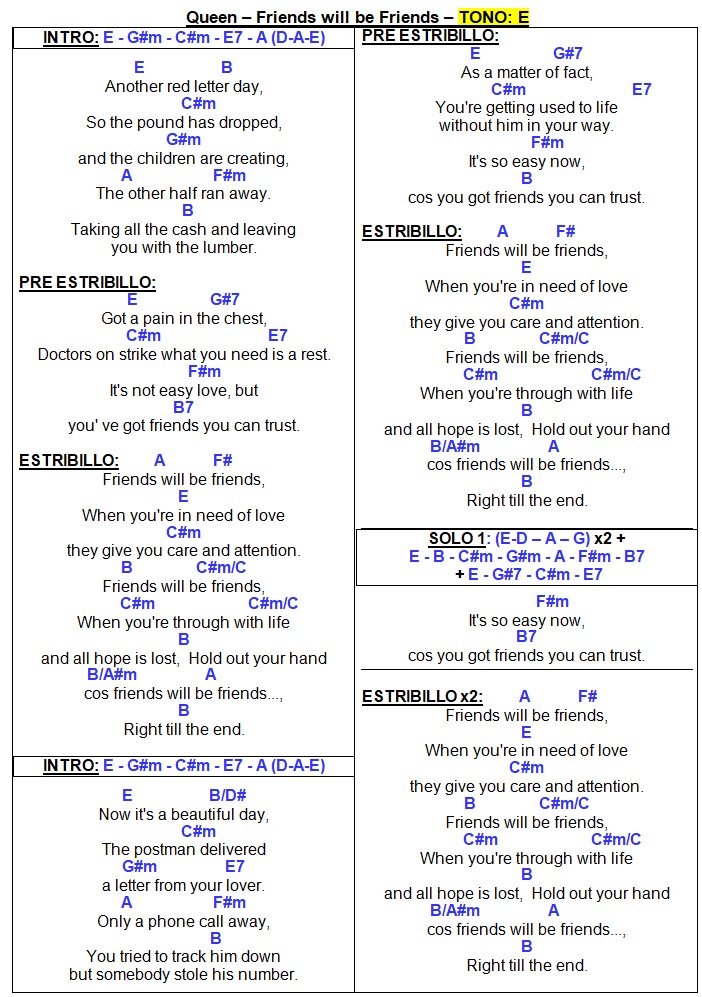 Queen – Friends will be Friends – TONO: E
INTRO: E - G#m - C#m - E7 - A (D-A-E)
E B
Another red letter day,
C#m
So the pound has dropped,
G#m
and the children are creating,
A F#m
The other half ran away.
B
Taking all the cash and leaving
you with the lumber.
PRE ESTRIBILLO:
E G#7
Got a pain in the chest,
C#m E7
Doctors on strike what you need is a rest.
F#m
It's not easy love, but
B7
you' ve got friends you can trust.
ESTRIBILLO: A F#
Friends will be friends,
E
When you're in need of love
C#m
they give you care and attention.
B C#m/C
Friends will be friends,
C#m C#m/C
When you're through with life
B
and all hope is lost, Hold out your hand
B/A#m A
cos friends will be friends...,
B
Right till the end.
INTRO: E - G#m - C#m - E7 - A (D-A-E)
E B/D#
Now it's a beautiful day,
C#m
The postman delivered
G#m E7
a letter from your lover.
A F#m
Only a phone call away,
B
You tried to track him down
but somebody stole his number.
PRE ESTRIBILLO:
E G#7
As a matter of fact,
C#m E7
You're getting used to life
without him in your way.
F#m
It's so easy now,
B
cos you got friends you can trust.
ESTRIBILLO: A F#
Friends will be friends,
E
When you're in need of love
C#m
they give you care and attention.
B C#m/C
Friends will be friends,
C#m C#m/C
When you're through with life
B
and all hope is lost, Hold out your hand
B/A#m A
cos friends will be friends...,
B
Right till the end.
SOLO 1: (E-D – A – G) x2 +
E - B - C#m - G#m - A - F#m - B7
+ E - G#7 - C#m - E7
F#m
It's so easy now,
B7
cos you got friends you can trust.
ESTRIBILLO x2: A F#
Friends will be friends,
E
When you're in need of love
C#m
they give you care and attention.
B C#m/C
Friends will be friends,
C#m C#m/C
When you're through with life
B
and all hope is lost, Hold out your hand
B/A#m A
cos friends will be friends...,
B
Right till the end.